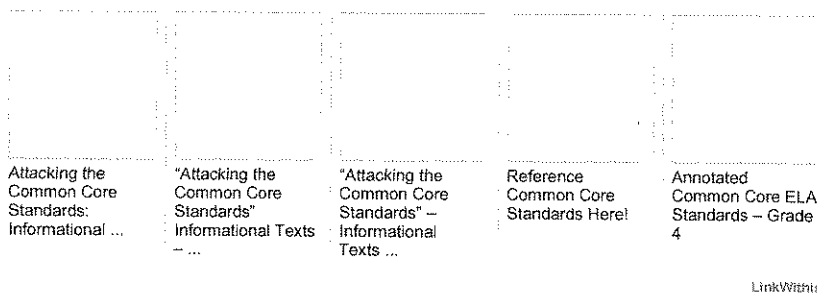 Attacking the
Common Core
Standards:
Informational ...
"Attacking the
Common Core
Standards"
Informational Texts
– ...
"Attacking the
Common Core
Standards" –
Informational
Texts ...
Reference
Common Core
Standards Here!
Annotated
Common Core ELA
Standards – Grade
4